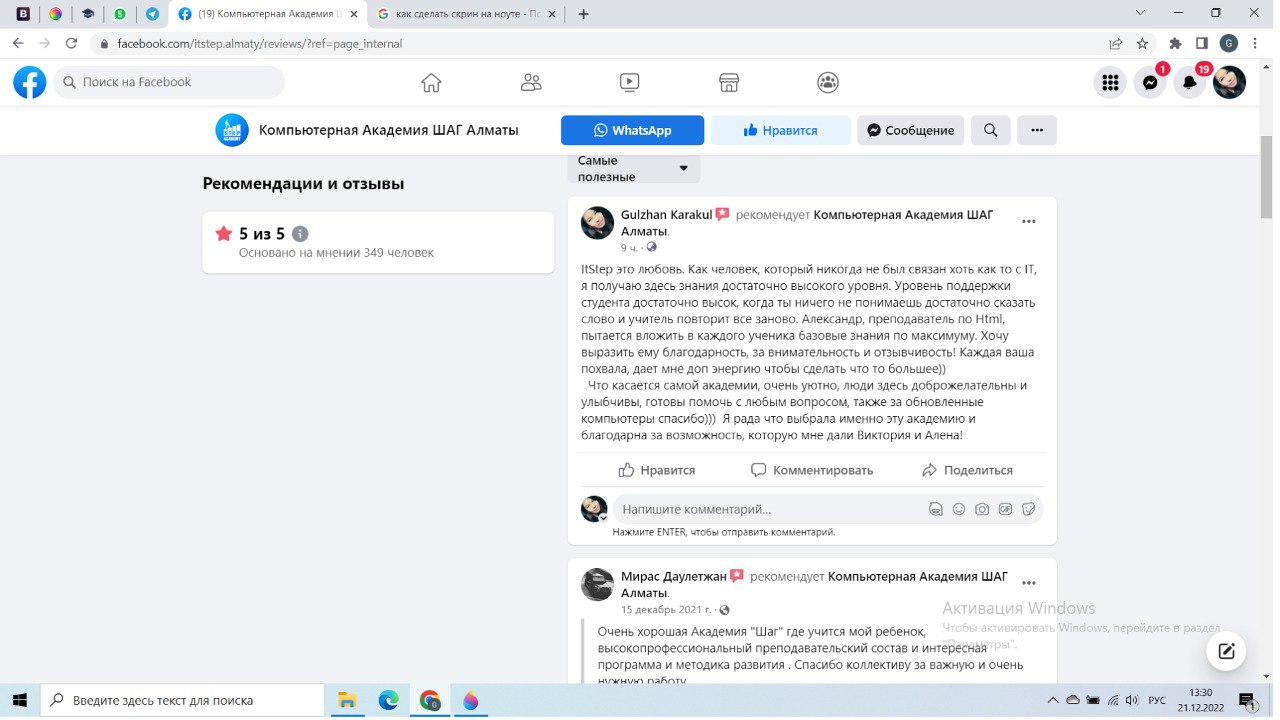 (19) Компьютерная Академия Ш
как сделать скриншот - По
facebook.com/itstep.almaty/reviews/?ref=page_internal
G
Поиск на Facebook
1
19
Компьютерная Академия ШАГ Алматы
WhatsApp
Нравится
Сообщение
Самые
полезные
Рекомендации и отзывы
5 из 5
Основано на мнении 349 человек
Gulzhan Karakul рекомендует Компьютерная Академия ШАГ
Алматы.
9 ч. ·
ItStep это любовь. Как человек, который никогда не был связан хоть как то с IT,
я получаю здесь знания достаточно высокого уровня. Уровень поддержки
студента достаточно высок, когда ты ничего не понимаешь достаточно сказать
слово и учитель повторит все заново. Александр, преподаватель по Html,
пытается вложить в каждого ученика базовые знания по максимуму. Хочу
выразить ему благодарность, за внимательность и отзывчивость! Каждая ваша
похвала, дает мне доп энергию чтобы сделать что то большее))
Что касается самой академии, очень уютно, люди здесь доброжелательны и
улыбчивы, готовы помочь с любым вопросом, также за обновленные
компьютеры спасибо))) Я рада что выбрала именно эту академию и
благодарна за возможность, которую мне дали Виктория и Алена!
Нравится
Комментировать
Поделиться
Напишите комментарий...
Нажмите ENTER, чтобы отправить комментарий.
Мирас Даулетжан рекомендует Компьютерная Академия ШАГ
Алматы.
15 декабрь 2021 г. ·
Очень хорошая Академия "Шаг" где учится мой ребенок,
высокопрофессиональный преподавательский состав и интересная
программа и методика развития . Спасибо коллективу за важную и очень
нужную работу
Активация Windows
Чтобы активировать Windows, перейдите в раздел
"Параметры".
Введите здесь текст для поиска
РУС
13:30
21.12.2022